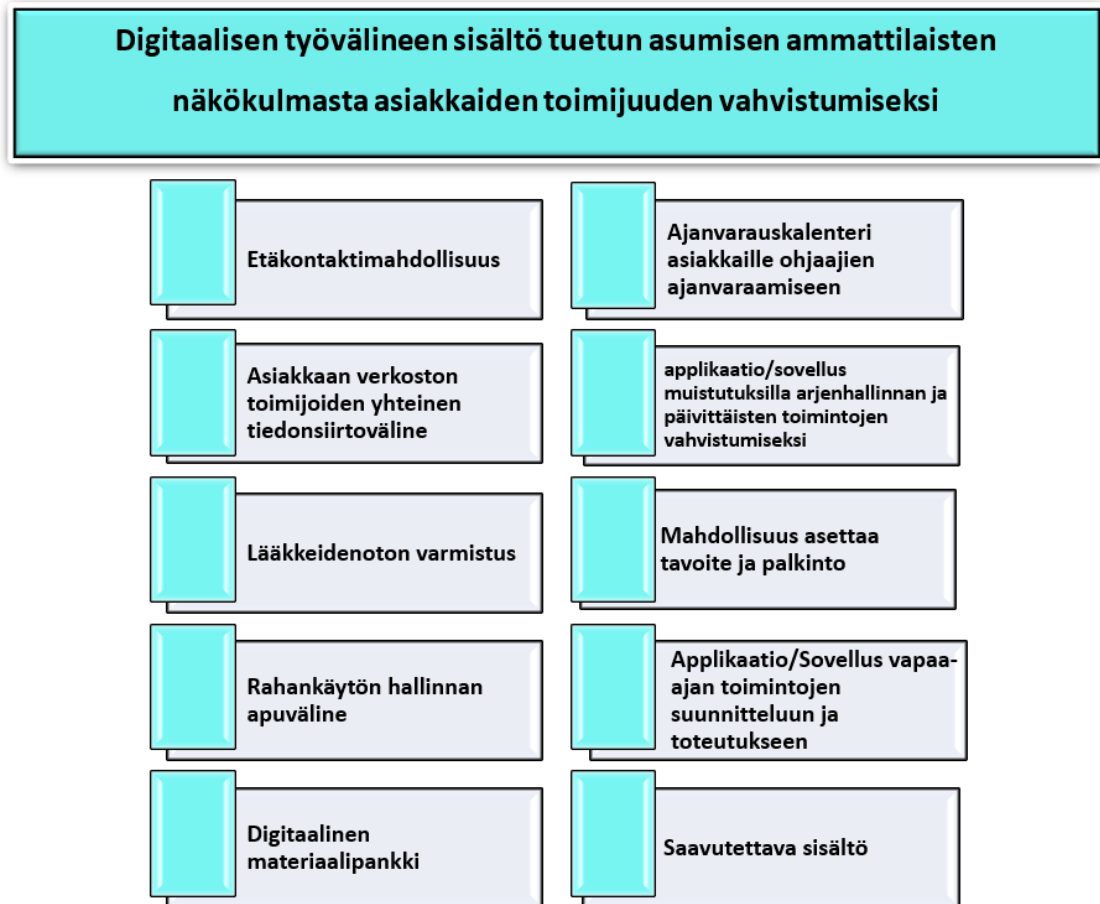 Digitaalisen työvälineen sisältö tuetun asumisen ammattilaisten
näkökulmasta asiakkaiden toimijuuden vahvistumiseksi
Etäkontaktimahdollisuus
Ajanvarauskalenteri
asiakkaille ohjaajien
ajanvaraamiseen
Asiakkaan verkoston
toimijoiden yhteinen
tiedonsiirtoväline
applikaatio/sovellus
muistutuksilla arjenhallinnan ja
päivittäisten toimintojen
vahvistumiseksi
Lääkkeidenoton varmistus
Mahdollisuus asettaa
tavoite ja palkinto
Rahankäytön hallinnan
apuväline
Applikaatio/Sovellus vapaa-
ajan toimintojen
suunnitteluun ja
toteutukseen
Digitaalinen
materiaalipankki
Saavutettava sisältö